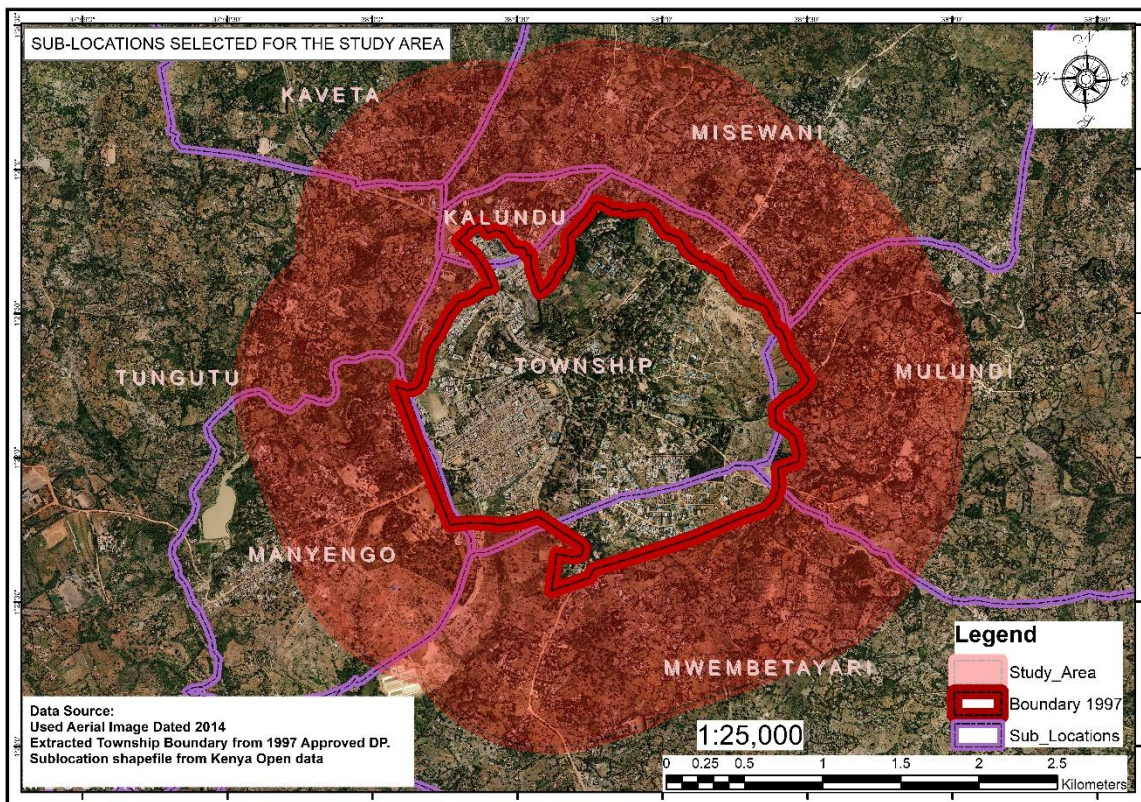 SUB-LOCATIONS SELECTED FOR THE STUDY AREA
N
W
E
S
KAVETA
MISEWANI
KALUNDU
TOWNSHIP
TUNGUTU
MULUNDI
MANYENGO
MWEMBETAYARI
Legend
Study_Area
Boundary 1997
Sub_Locations
Data Source:
Used Aerial Image Dated 2014
Extracted Township Boundary from 1997 Approved DP.
Sublocation shapefile from Kenya Open data
1:25,000
0 0.25 0.5 1 1.5 2 2.5
Kilometers